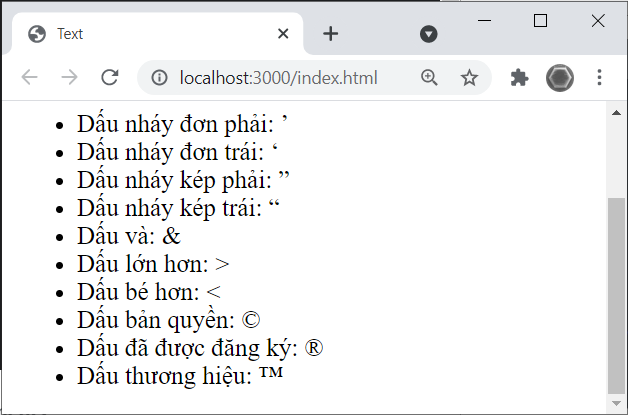 Text
localhost:3000/index.html
Dấu nháy đơn phải: ’
Dấu nháy đơn trái: ‘
Dấu nháy kép phải: ”
Dấu nháy kép trái: “
Dấu và: &
Dấu lớn hơn: >
Dấu bé hơn: <
Dấu bản quyền: ©
Dấu đã được đăng ký: ®
Dấu thương hiệu: ™